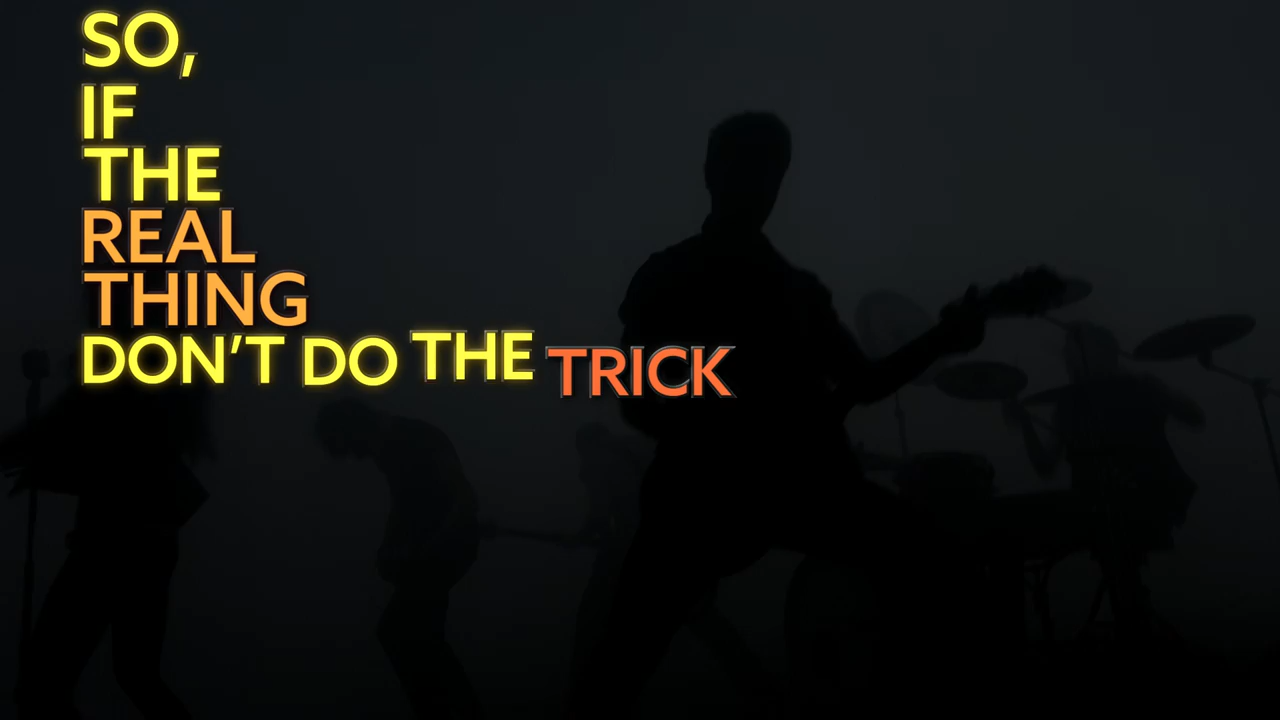 SO,
IF
THE
REAL
THING
DON'T DO THE TRICK